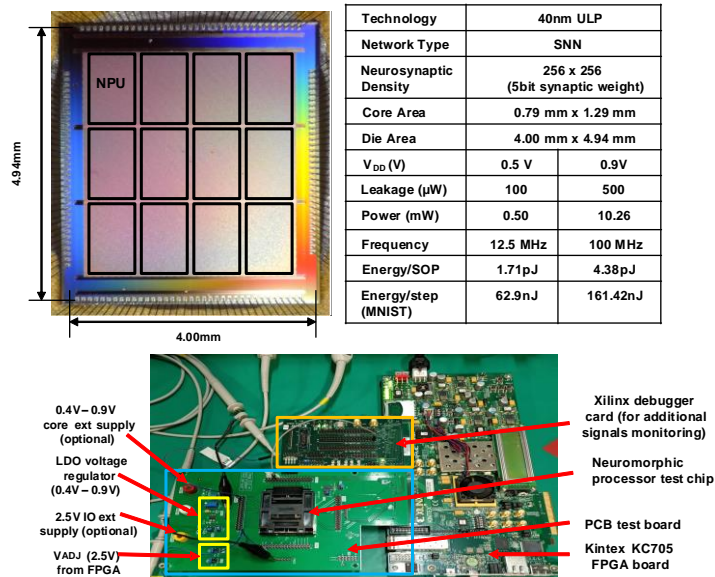 NPU
4.94mm
4.00mm
Technology 40nm ULP
Network Type SNN
Neurosynaptic Density 256 x 256
(5bit synaptic weight)
Core Area 0.79 mm x 1.29 mm
Die Area 4.00 mm x 4.94 mm
VDD (V) 0.5 V 0.9V
Leakage (µW) 100 500
Power (mW) 0.50 10.26
Frequency 12.5 MHz 100 MHz
Energy/SOP 1.71pJ 4.38pJ
Energy/step (MNIST) 62.9nJ 161.42nJ
0.4V – 0.9V
core ext supply
(optional)
LDO voltage
regulator
(0.4V – 0.9V)
2.5V IO ext
supply (optional)
VADJ (2.5V)
from FPGA
Xilinx debugger
card (for additional
signals monitoring)
Neuromorphic
processor test chip
PCB test board
Kintex KC705
FPGA board